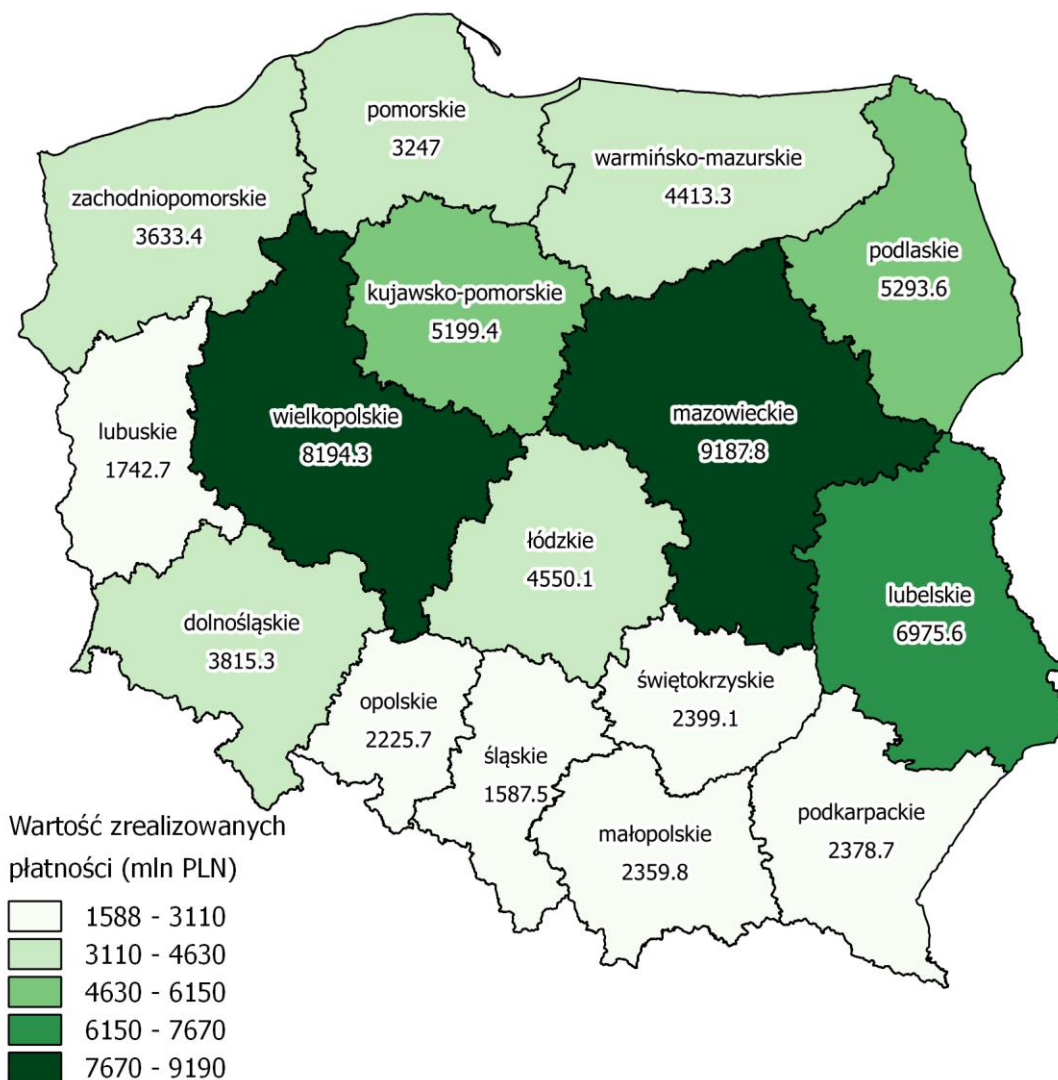 pomorskie
3247
warmińsko-mazurskie
4413.3
zachodniopomorskie
3633.4
podlaskie
5293.6
kujawsko-pomorskie
5199.4
wielkopolskie
8194.3
mazowieckie
9187.8
lubuskie
1742.7
łódzkie
4550.1
lubelskie
6975.6
dolnośląskie
3815.3
świętokrzyskie
2399.1
opolskie
2225.7
śląskie
1587.5
podkarpackie
2378.7
małopolskie
2359.8
Wartość zrealizowanych
płatności (mln PLN)
1588 - 3110
3110 - 4630
4630 - 6150
6150 - 7670
7670 - 9190